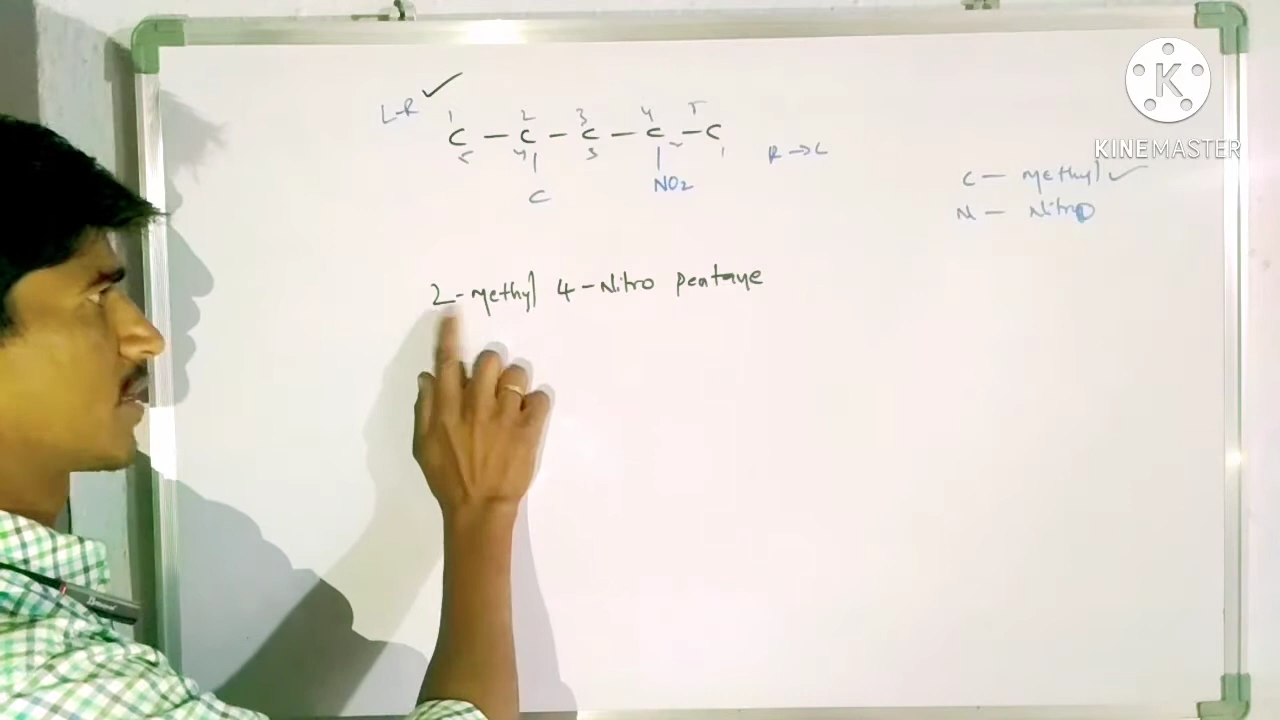 L-R ✓
1 2 3 4 5
C - C - C - C - C
5 4 3 2 1 R → L
C NO2
C - Methyl ✓
N - Nitro
2-Methyl 4-Nitro pentane
K
KINEMASTER